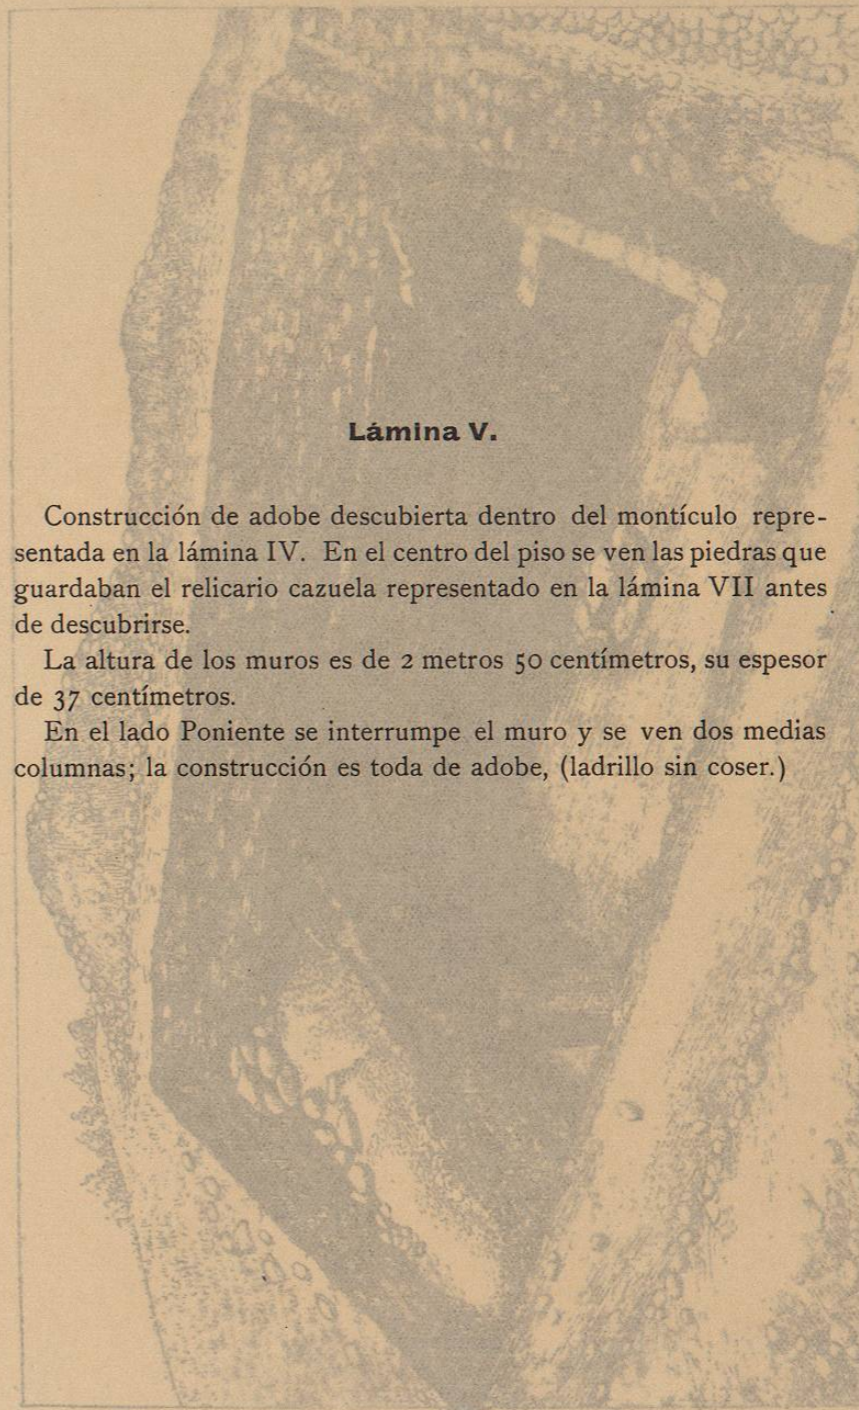 Lámina V.
Construcción de adobe descubierta dentro del montículo repre-
sentada en la lámina IV. En el centro del piso se ven las piedras que
guardaban el relicario cazuela representado en la lámina VII antes
de descubrirse.
La altura de los muros es de 2 metros 50 centímetros, su espesor
de 37 centímetros.
En el lado Poniente se interrumpe el muro y se ven dos medias
columnas; la construcción es toda de adobe, (ladrillo sin coser.)